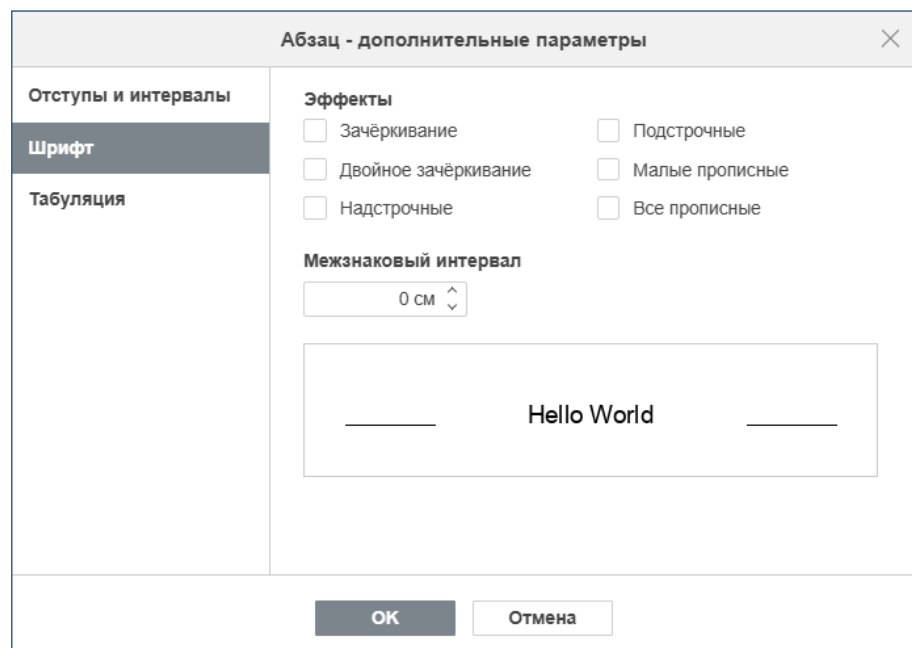 Абзац - дополнительные параметры
Отступы и интервалы
Шрифт
Табуляция
Эффекты
Зачёркивание
Подстрочные
Двойное зачёркивание
Малые прописные
Надстрочные
Все прописные
Межзнаковый интервал
0 см
Hello World
OK
Отмена